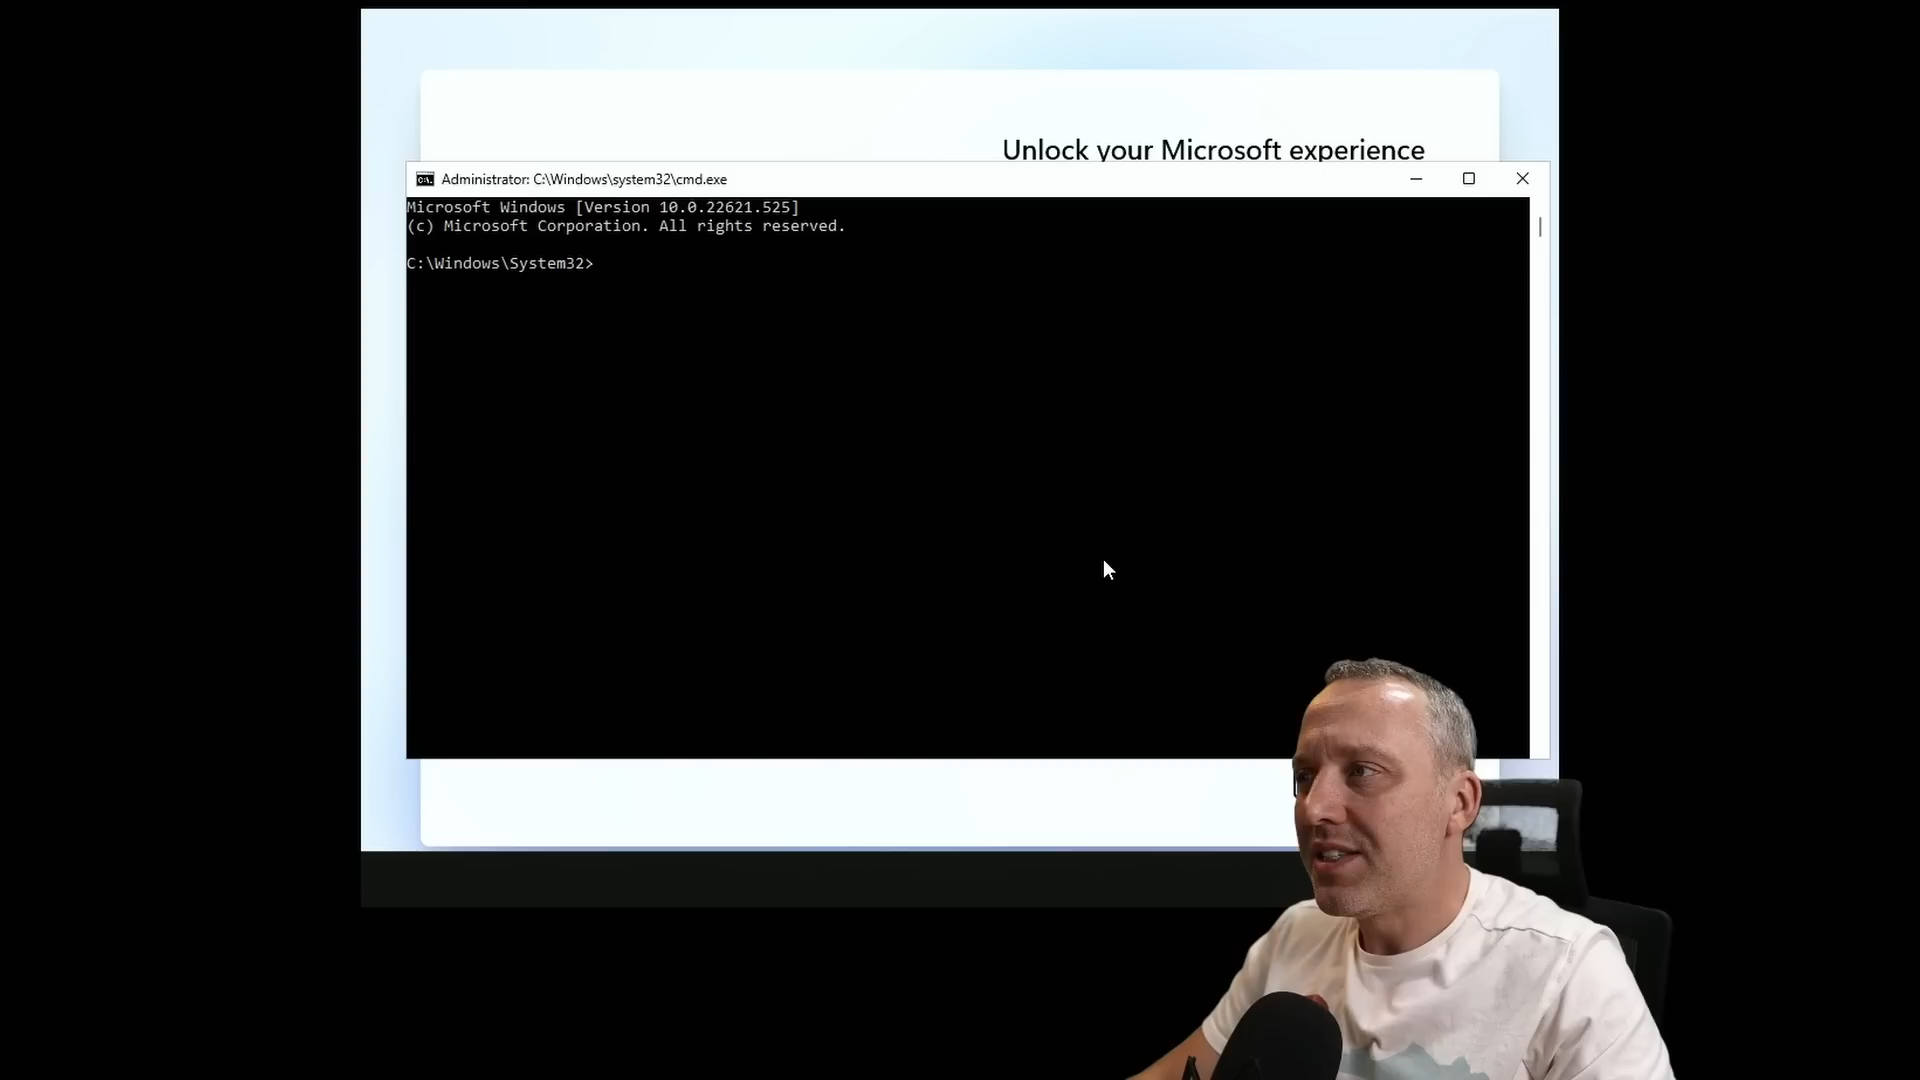 Unlock your Microsoft experience
Administrator: C:\Windows\system32\cmd.exe
Microsoft Windows [Version 10.0.22621.525]
(c) Microsoft Corporation. All rights reserved.
C:\Windows\System32>